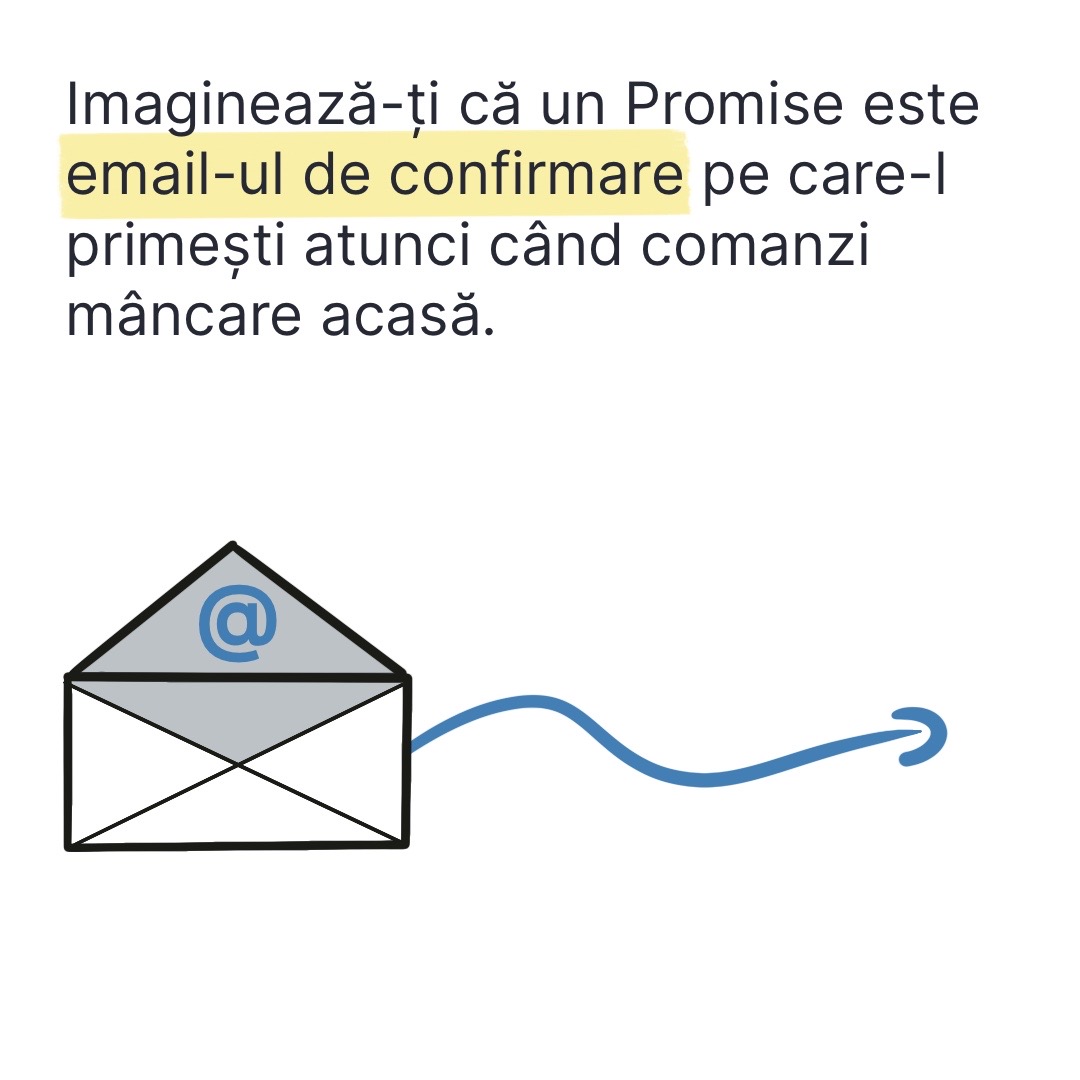 Imaginează-ți că un Promise este
email-ul de confirmare pe care-l
primești atunci când comanzi
mâncare acasă.
@